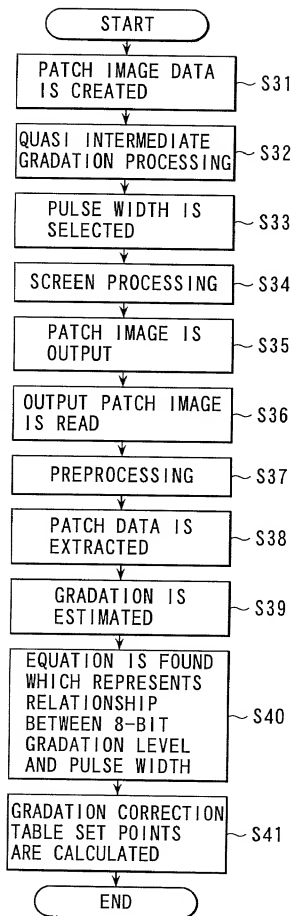 START
PATCH IMAGE DATA
IS CREATED
S31
QUASI INTERMEDIATE
GRADATION PROCESSING
S32
PULSE WIDTH IS
SELECTED
S33
SCREEN PROCESSING
S34
PATCH IMAGE IS
OUTPUT
S35
OUTPUT PATCH IMAGE
IS READ
S36
PREPROCESSING
S37
PATCH DATA IS
EXTRACTED
S38
GRADATION IS
ESTIMATED
S39
EQUATION IS FOUND
WHICH REPRESENTS
RELATIONSHIP
BETWEEN 8-BIT
GRADATION LEVEL
AND PULSE WIDTH
S40
GRADATION CORRECTION
TABLE SET POINTS
ARE CALCULATED
S41
END